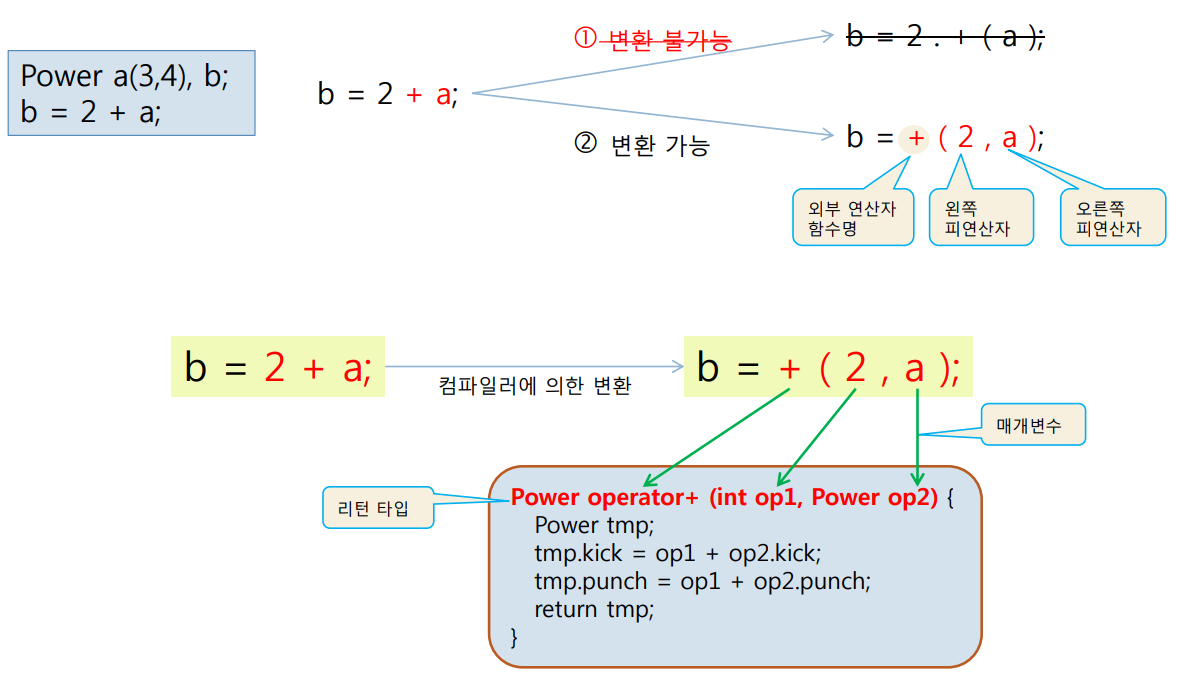 Power a(3,4), b;
b = 2 + a;
b = 2 + a;
① 변환 불가능
b = 2 . + ( a );
② 변환 가능
b = + ( 2 , a );
외부 연산자
함수명
왼쪽
피연산자
오른쪽
피연산자
b = 2 + a;
컴파일러에 의한 변환
b = + ( 2 , a );
매개변수
리턴 타입
Power operator+ (int op1, Power op2) {
Power tmp;
tmp.kick = op1 + op2.kick;
tmp.punch = op1 + op2.punch;
return tmp;
}